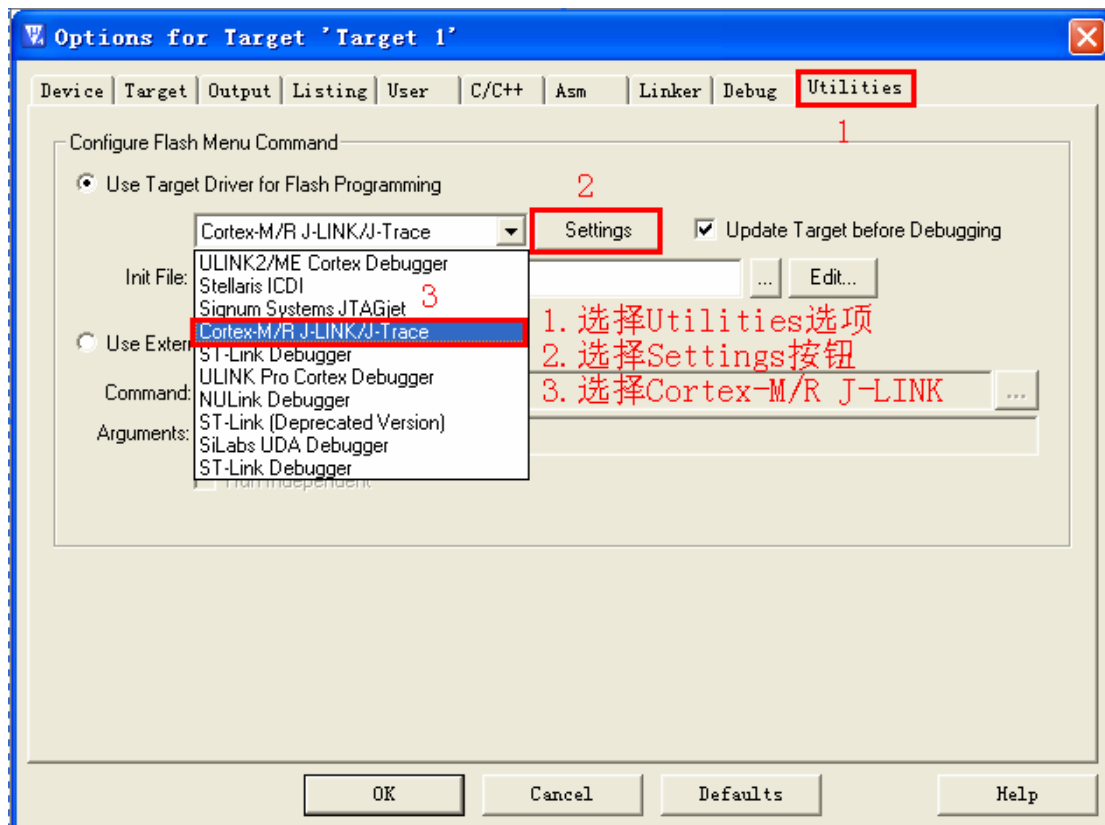 Options for Target 'Target 1'
Device Target Output Listing User C/C++ Asm Linker Debug Utilities
1
Configure Flash Menu Command
Use Target Driver for Flash Programming
2
Cortex-M/R J-LINK/J-Trace Settings Update Target before Debugging
ULINK2/ME Cortex Debugger
Init File: ... Edit...
Stellaris ICDI
3
Signum Systems JTAGjet
1.选择Utilities选项
Cortex-M/R J-LINK/J-Trace
Use Extern
ST-Link Debugger
2.选择Settings按钮
ULINK Pro Cortex Debugger
Command: 3.选择Cortex-M/R J-LINK ...
NULink Debugger
ST-Link (Deprecated Version)
Arguments:
SiLabs UDA Debugger
ST-Link Debugger
Run Independent
OK Cancel Defaults Help